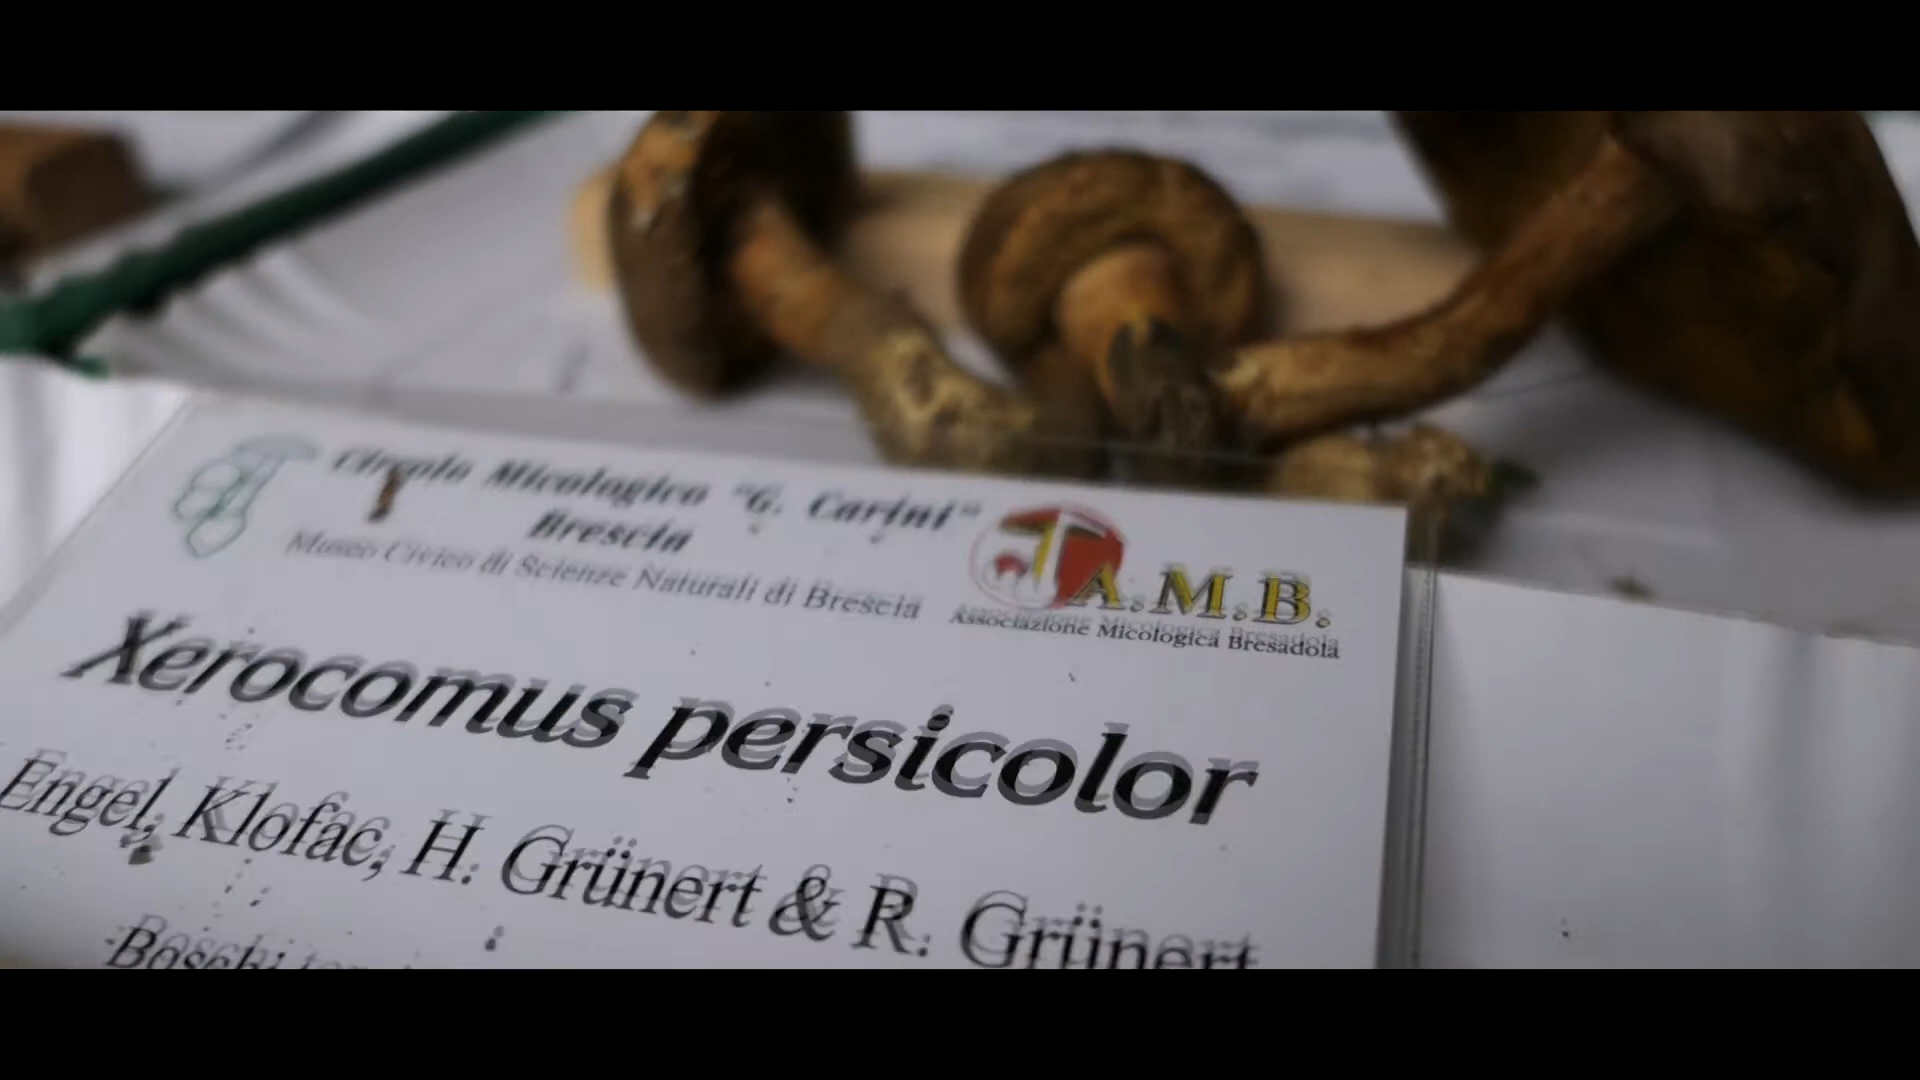 Circolo Micologico "G. Carini"
Brescia
Museo Civico di Scienze Naturali di Brescia
A.M.B.
Associazione Micologica Bresadola
Xerocomus persicolor
Engel, Klofac, H. Grünert & R. Grünert
Boschi